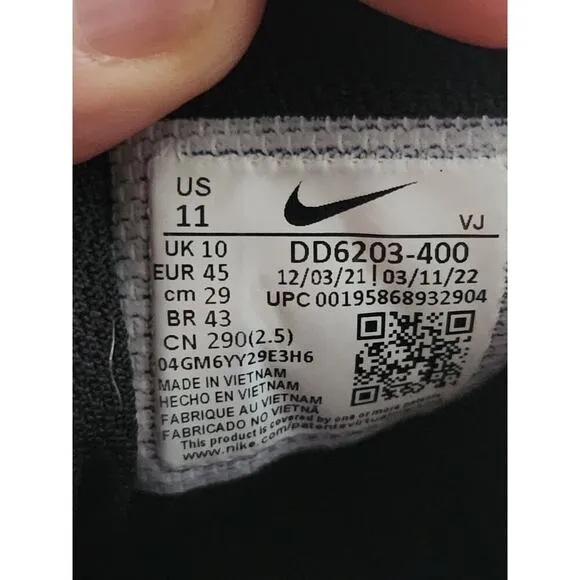 US
11
VJ
UK 10
DD6203-400
EUR 45
12/03/21 | 03/11/22
cm 29
UPC 00195868932904
BR 43
CN 290(2.5)
04GM6YY29E3H6
MADE IN VIETNAM
HECHO EN VIETNAM
FABRIQUE AU VIETNAM
FABRICADO NO VIETNÃ
This product is covered by one or more patents
www.nike.com/patentsvirtual